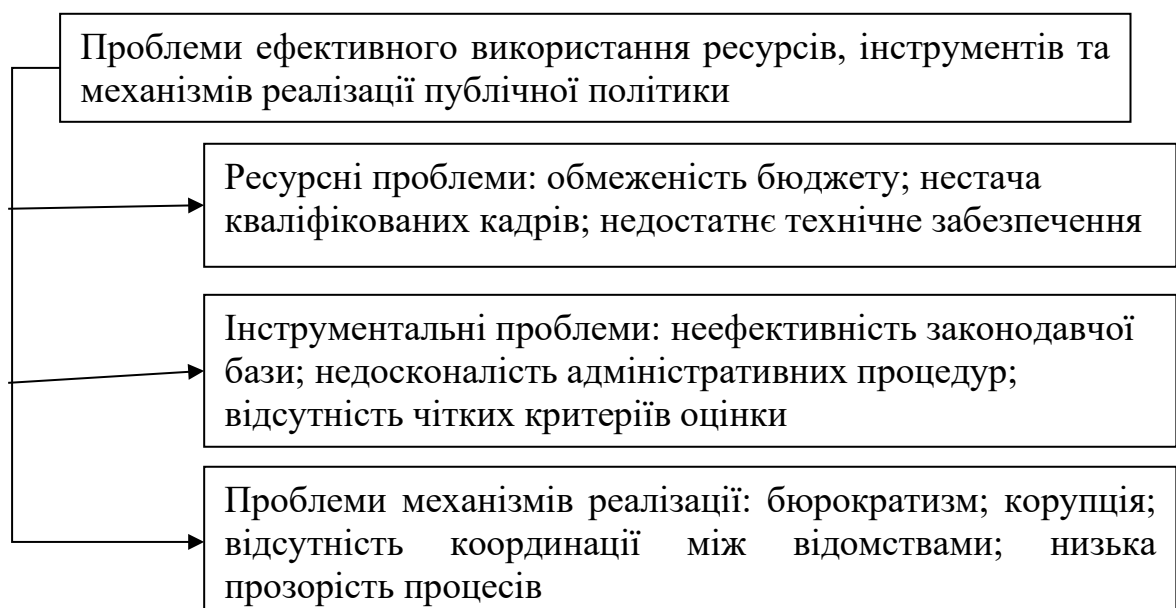 Проблеми ефективного використання ресурсів, інструментів та
механізмів реалізації публічної політики
Ресурсні проблеми: обмеженість бюджету; нестача
кваліфікованих кадрів; недостатнє технічне забезпечення
Інструментальні проблеми: неефективність законодавчої
бази; недосконалість адміністративних процедур;
відсутність чітких критеріїв оцінки
Проблеми механізмів реалізації: бюрократизм; корупція;
відсутність координації між відомствами; низька
прозорість процесів